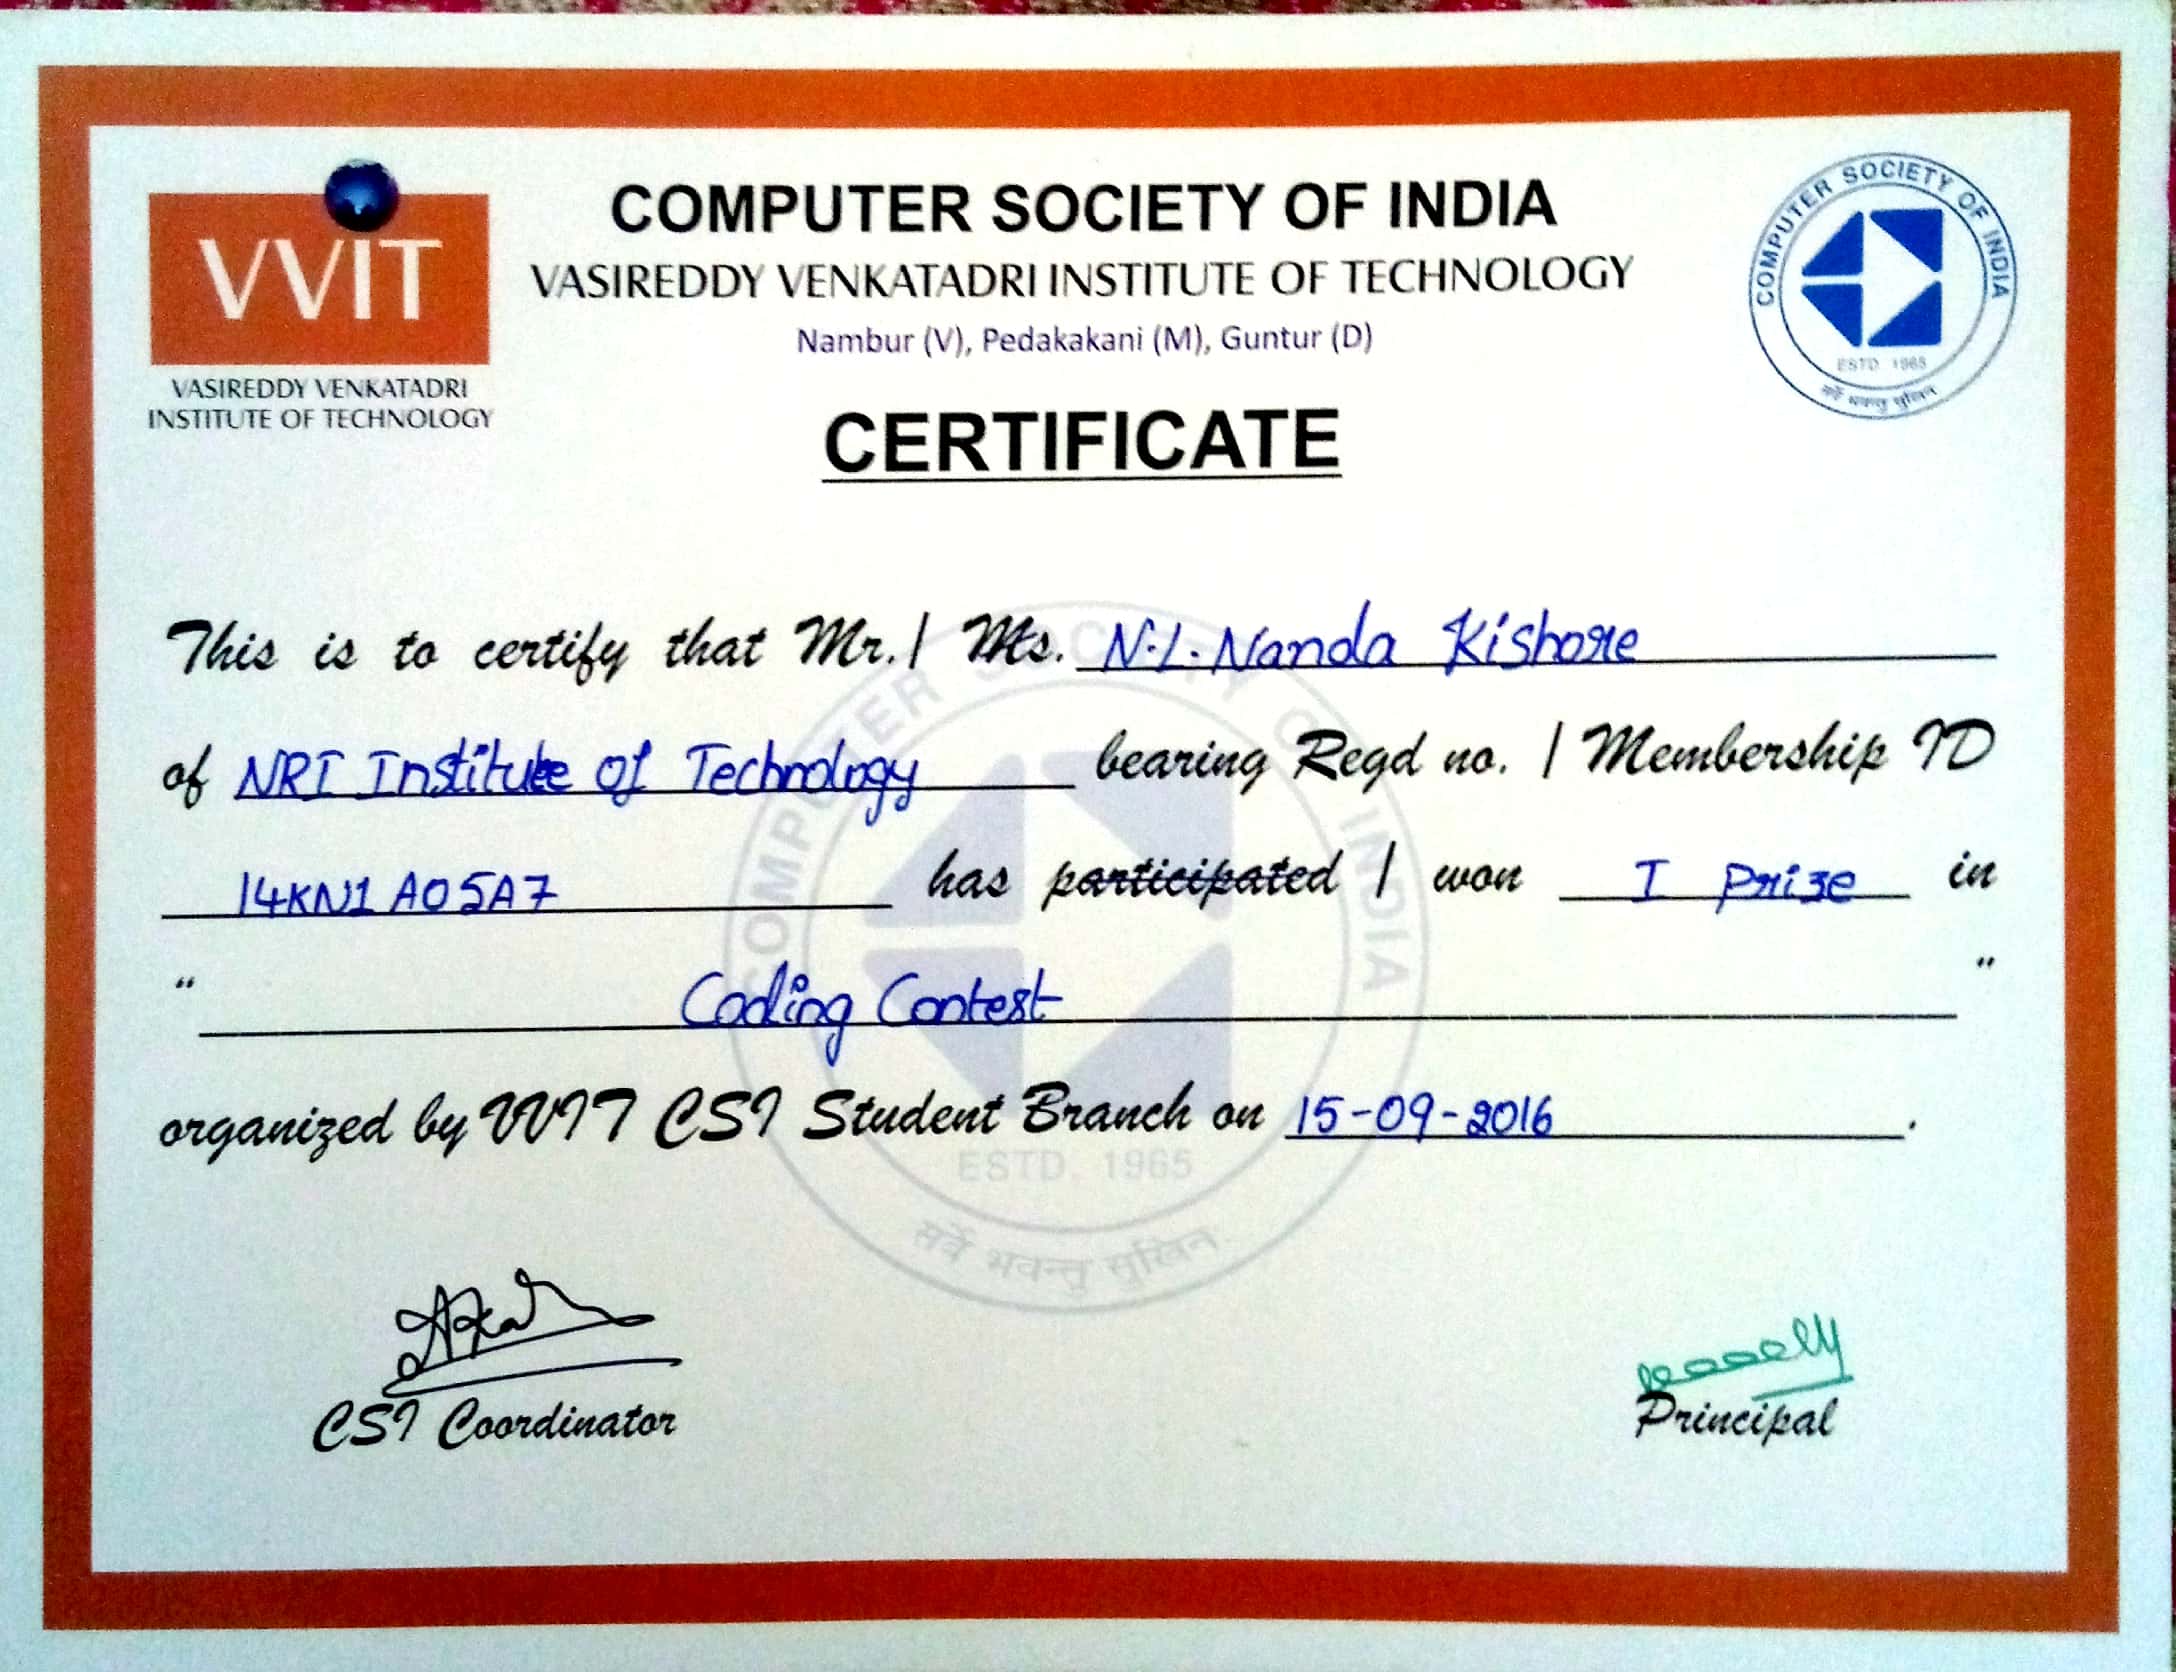 VVIT
VASIREDDY VENKATADRI
INSTITUTE OF TECHNOLOGY
COMPUTER SOCIETY OF INDIA
VASIREDDY VENKATADRI INSTITUTE OF TECHNOLOGY
Nambur (V), Pedakakani (M), Guntur (D)
COMPUTER SOCIETY OF INDIA
ESTD. 1965
सर्वे भवन्तु सुखिन
CERTIFICATE
This is to certify that Mr. / Ms. N.L. Nanda Kishore
of NRI Institute of Technology bearing Regd no. / Membership ID
14KN1A05A7 has participated / won I Prize in
“ Coding Contest ”
organized by VVIT CSI Student Branch on 15-09-2016.
COMPUTER SOCIETY OF INDIA
ESTD. 1965
सर्वे भवन्तु सुखिन
CSI Coordinator
Principal